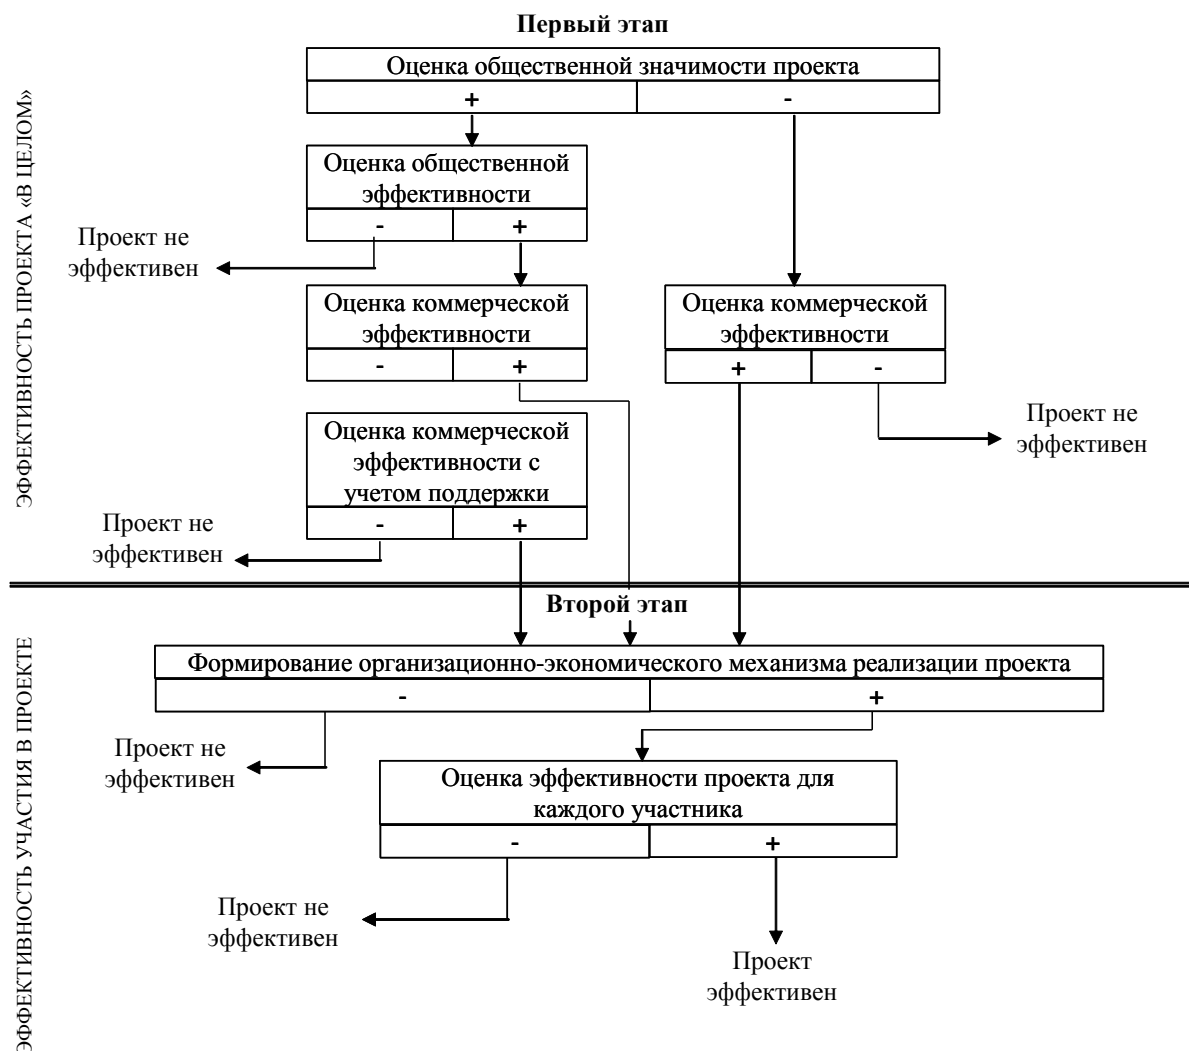 Первый этап
ЭФФЕКТИВНОСТЬ ПРОЕКТА «В ЦЕЛОМ»
Оценка общественной значимости проекта
+ -
Оценка общественной
эффективности
- +
Проект не
эффективен
Оценка коммерческой
эффективности
- +
Оценка коммерческой
эффективности
+ -
Проект не
эффективен
Оценка коммерческой
эффективности с
учетом поддержки
- +
Проект не
эффективен
Второй этап
ЭФФЕКТИВНОСТЬ УЧАСТИЯ В ПРОЕКТЕ
Формирование организационно-экономического механизма реализации проекта
- +
Проект не
эффективен
Оценка эффективности проекта для
каждого участника
- +
Проект не
эффективен
Проект
эффективен